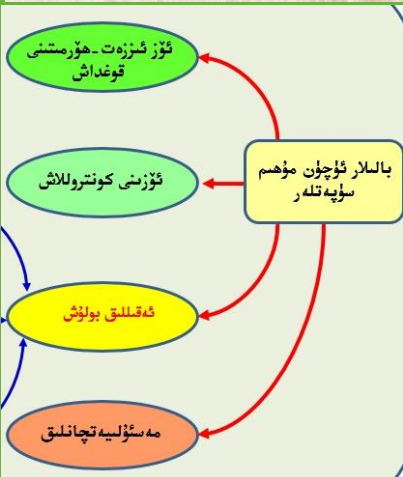 ئۆز ئىززەت-ھۆرمىتىنى
قوغداش
بالىلار ئۈچۈن مۇھىم
سۈپەتلەر
ئۆزىنى كونتروللاش
ئەقىللىق بولۇش
مەسئۇلىيەتچانلىق